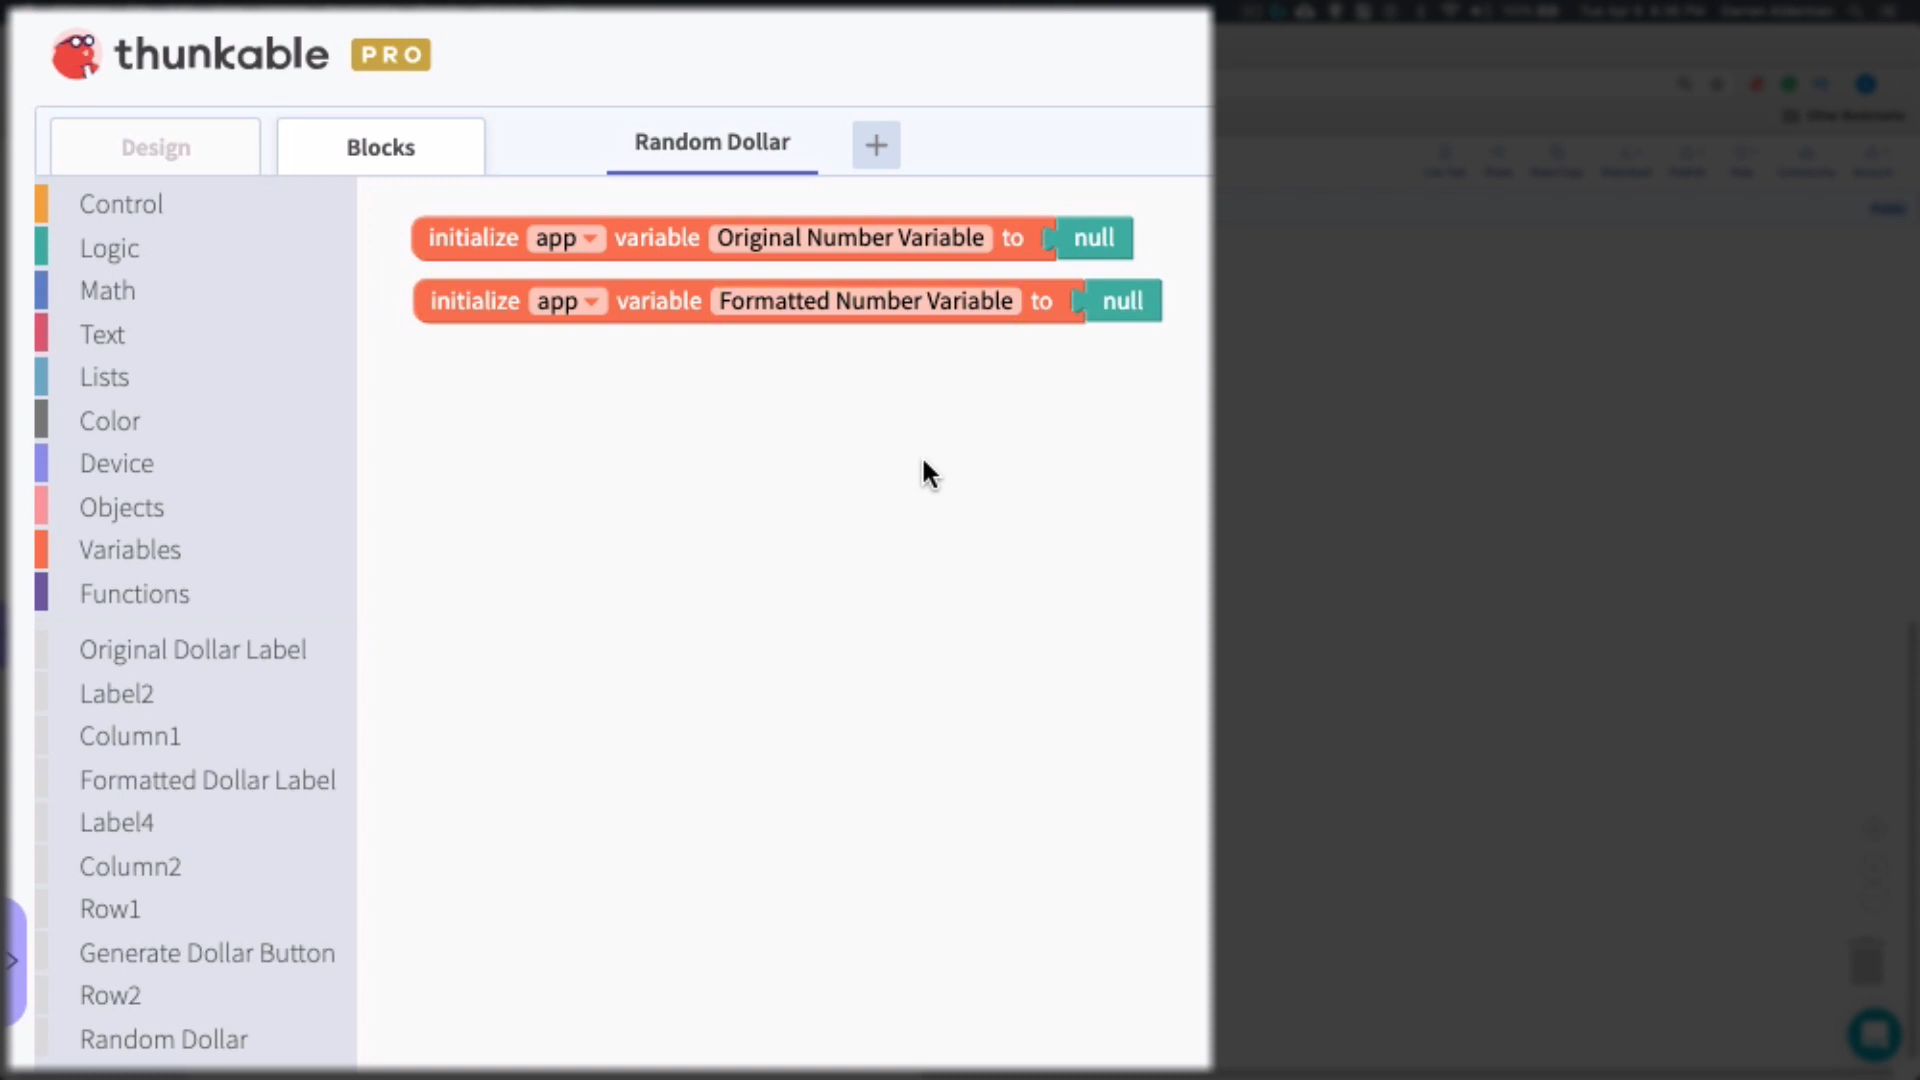 thunkable PRO
Design Blocks Random Dollar +
Control
Logic
Math
Text
Lists
Color
Device
Objects
Variables
Functions
Original Dollar Label
Label2
Column1
Formatted Dollar Label
Label4
Column2
Row1
Generate Dollar Button
Row2
Random Dollar
initialize app variable Original Number Variable to null
initialize app variable Formatted Number Variable to null